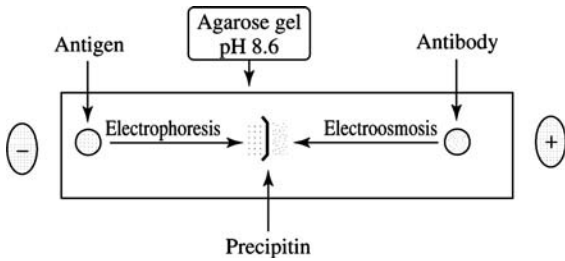 Agarose gel
pH 8.6
Antigen
Antibody
Electrophoresis
Electroosmosis
−
+
Precipitin